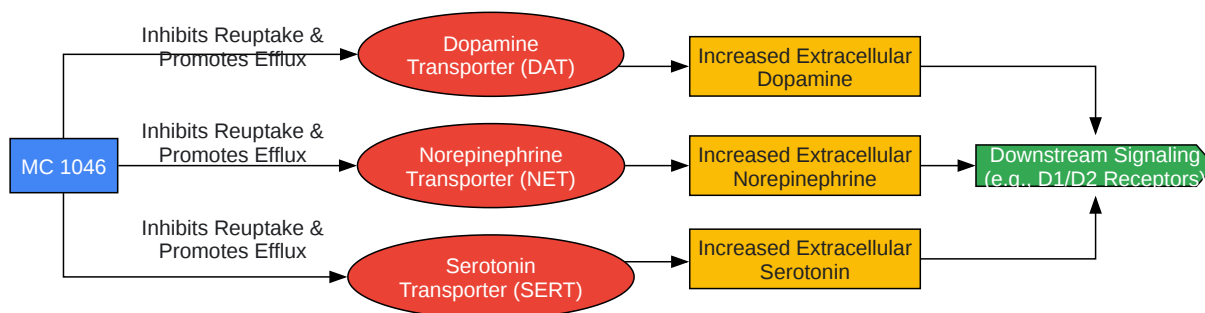 Inhibits Reuptake &
Promotes Efflux
Dopamine
Transporter (DAT)
Increased Extracellular
Dopamine
MC 1046
Inhibits Reuptake &
Promotes Efflux
Norepinephrine
Transporter (NET)
Increased Extracellular
Norepinephrine
Downstream Signaling
(e.g., D1/D2 Receptors)
Inhibits Reuptake &
Promotes Efflux
Serotonin
Transporter (SERT)
Increased Extracellular
Serotonin